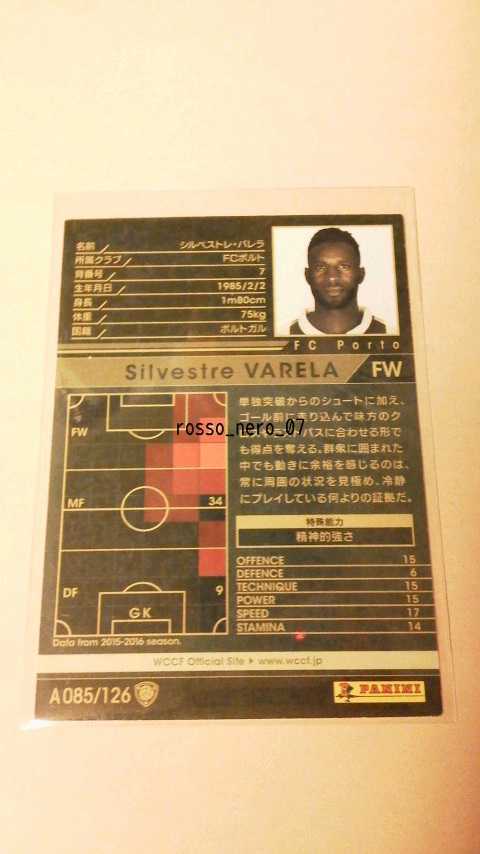 名前 シルベストレ・バレラ
所属クラブ FCポルト
背番号 7
生年月日 1985/2/2
身長 1m80cm
体重 75kg
国籍 ポルトガル
FC Porto
Silvestre VARELA FW
単独突破からのシュートに加え、
ゴール前に走り込んで味方のク
パスに合わせる形で
も得点を奪える。群衆に囲まれた
中でも動きに余裕を感じるのは、
常に周囲の状況を見極め、冷静
にプレイしている何よりの証拠だ。
rosso_nero_07
FW
MF 34
DF 9
GK
Data from 2015-2016 season.
特殊能力
精神的強さ
OFFENCE 15
DEFENCE 6
TECHNIQUE 15
POWER 15
SPEED 17
STAMINA 14
WCCF Official Site ▶ www.wccf.jp
A085/126
PANINI